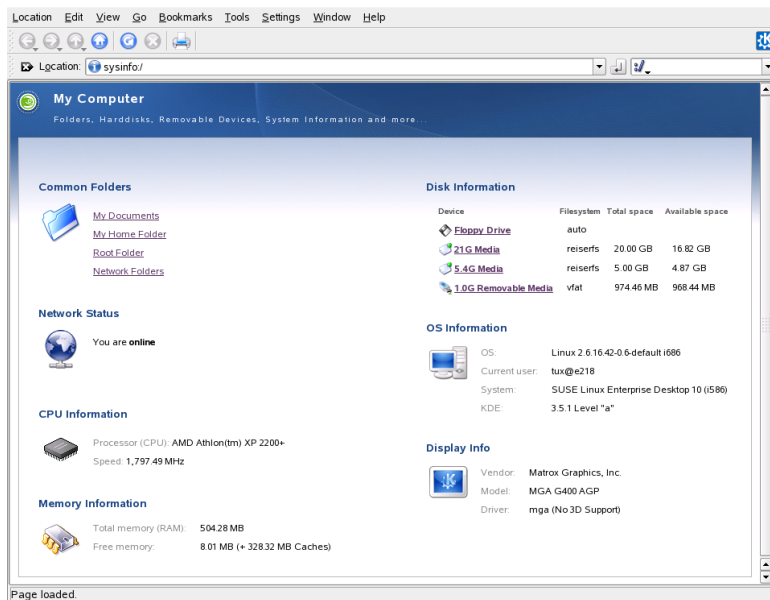 Location Edit View Go Bookmarks Tools Settings Window Help
Location: sysinfo:/
My Computer
Folders, Harddisks, Removable Devices, System Information and more...
Common Folders
My Documents
My Home Folder
Root Folder
Network Folders
Network Status
You are online
CPU Information
Processor (CPU): AMD Athlon(tm) XP 2200+
Speed: 1,797.49 MHz
Memory Information
Total memory (RAM): 504.28 MB
Free memory: 8.01 MB (+ 328.32 MB Caches)
Disk Information
Device Filesystem Total space Available space
Floppy Drive auto
21G Media reiserfs 20.00 GB 16.82 GB
5.4G Media reiserfs 5.00 GB 4.87 GB
1.0G Removable Media vfat 974.46 MB 968.44 MB
OS Information
OS: Linux 2.6.16.42-0.6-default i686
Current user: tux@e218
System: SUSE Linux Enterprise Desktop 10 (i586)
KDE: 3.5.1 Level "a"
Display Info
Vendor: Matrox Graphics, Inc.
Model: MGA G400 AGP
Driver: mga (No 3D Support)
Page loaded.